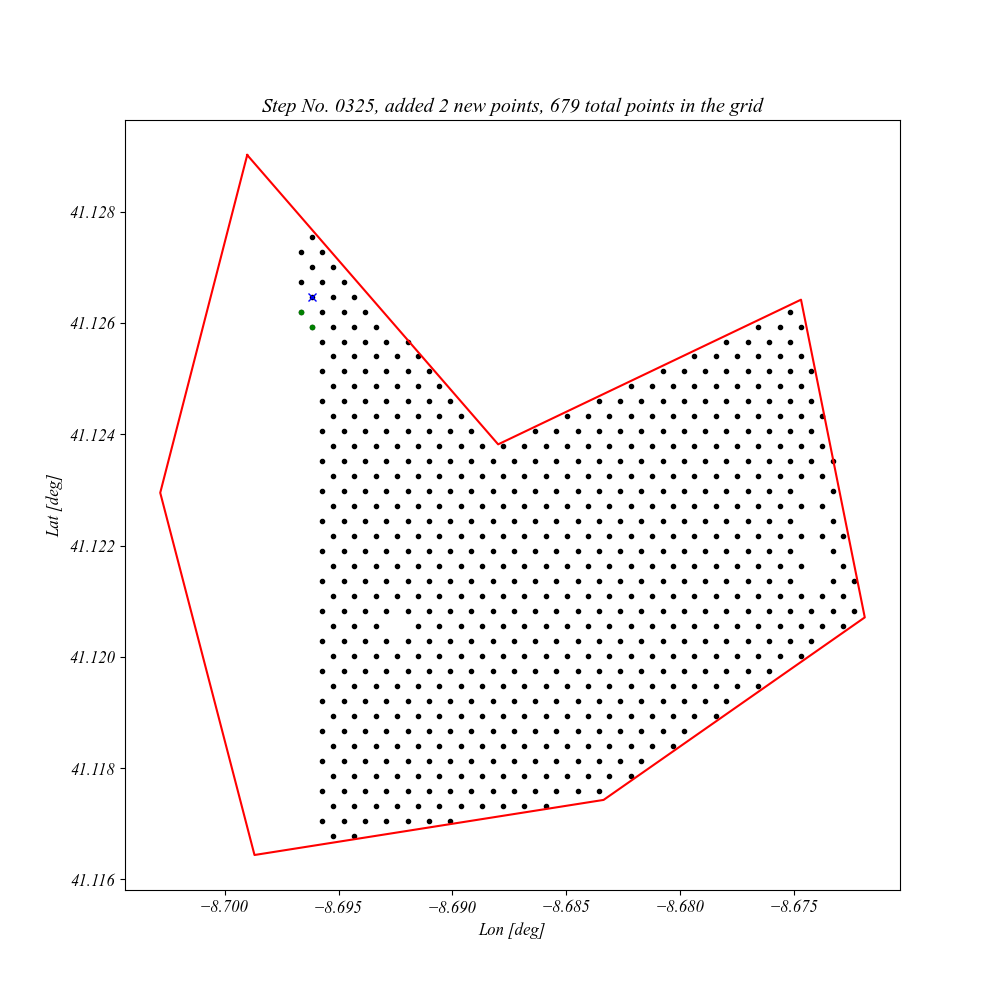 Step No. 0325, added 2 new points, 679 total points in the grid
41.128
41.126
41.124
41.122
41.120
41.118
41.116
Lat [deg]
−8.700 −8.695 −8.690 −8.685 −8.680 −8.675
Lon [deg]